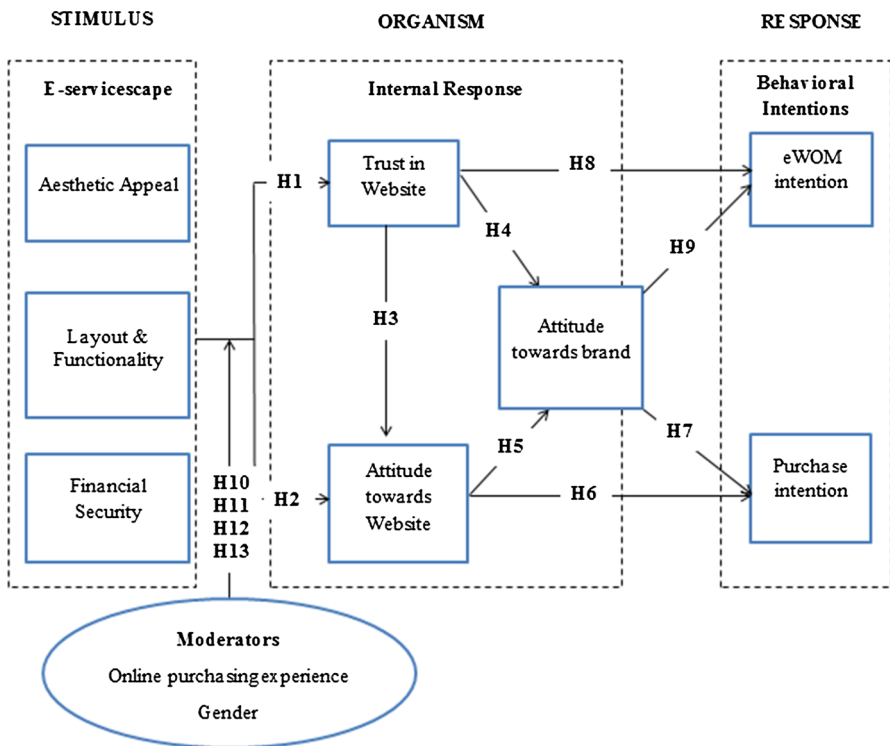 STIMULUS
ORGANISM
RESPONSE
E-servicescape
Internal Response
Behavioral
Intentions
Aesthetic Appeal
H1
Trust in
Website
H8
eWOM
intention
H4
H9
Layout &
Functionality
H3
Attitude
towards brand
H5
H7
Financial
Security
H10
H11
H12
H13
H2
Attitude
towards
Website
H6
Purchase
intention
Moderators
Online purchasing experience
Gender